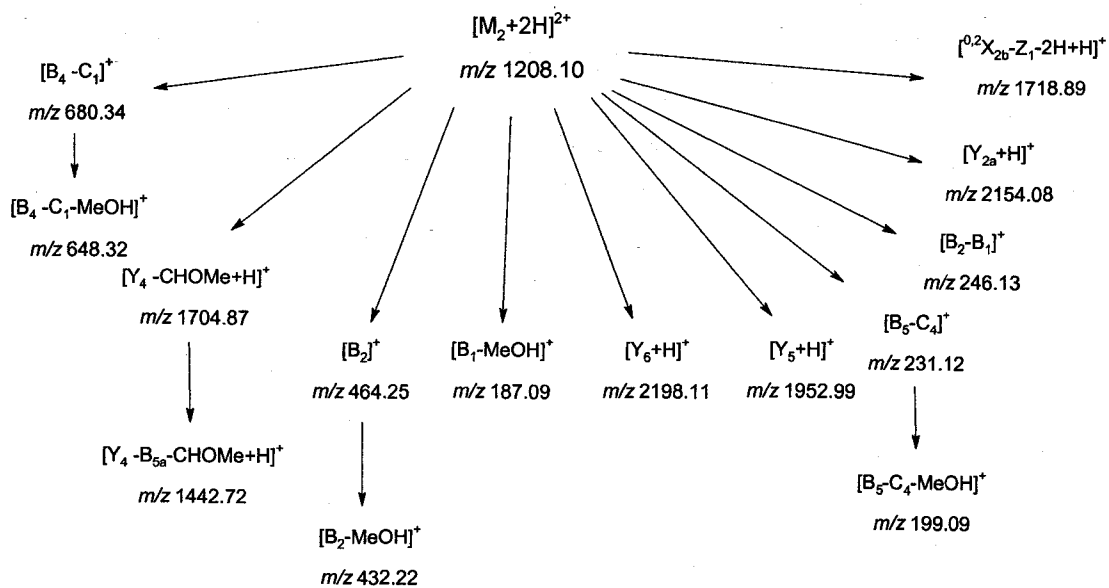 [M₂+2H]²⁺
m/z 1208.10
[⁰,²X₂b-Z₁-2H+H]⁺
m/z 1718.89
[B₄ -C₁]⁺
m/z 680.34
[Y₂ₐ+H]⁺
m/z 2154.08
[B₄ -C₁-MeOH]⁺
m/z 648.32
[B₂-B₁]⁺
m/z 246.13
[Y₄ -CHOMe+H]⁺
m/z 1704.87
[B₅-C₄]⁺
m/z 231.12
[B₂]⁺
m/z 464.25
[B₁-MeOH]⁺
m/z 187.09
[Y₆+H]⁺
m/z 2198.11
[Y₅+H]⁺
m/z 1952.99
[Y₄ -B₅ₐ-CHOMe+H]⁺
m/z 1442.72
[B₅-C₄-MeOH]⁺
m/z 199.09
[B₂-MeOH]⁺
m/z 432.22